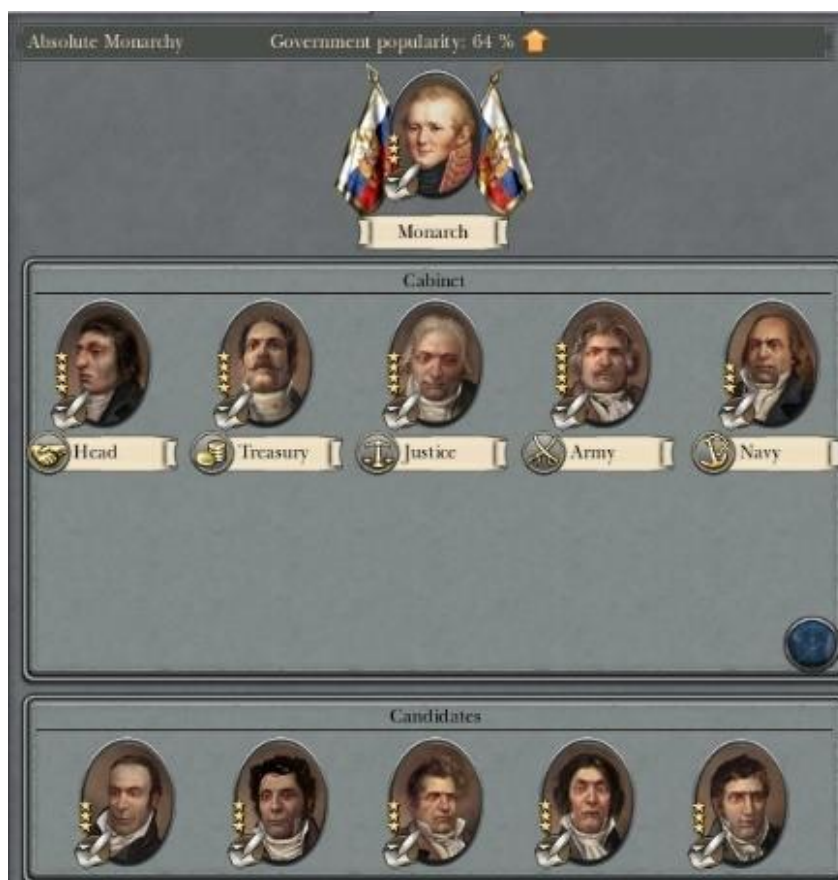 Absolute Monarchy Government popularity: 64 %
Monarch
Cabinet
Head Treasury Justice Army Navy
Candidates